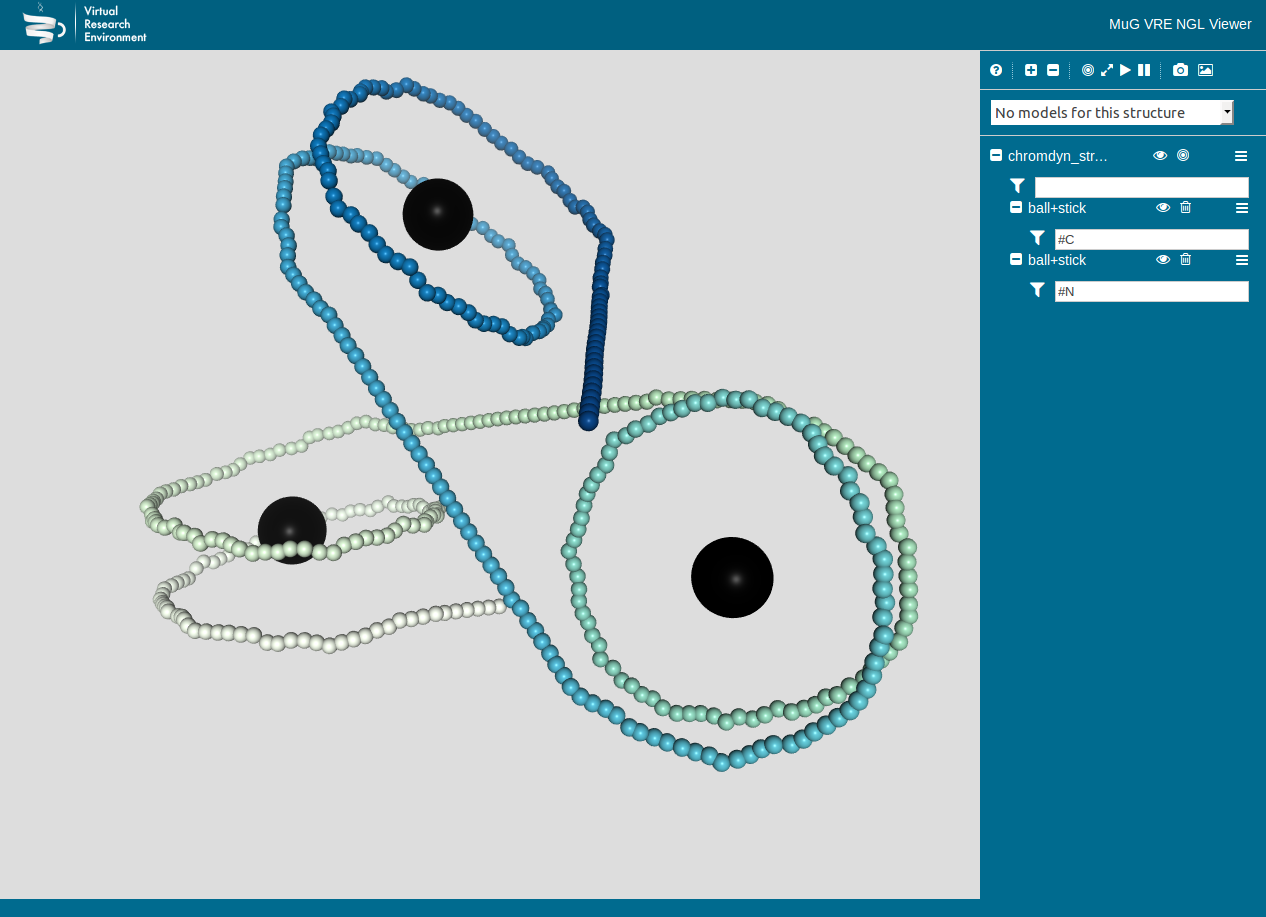 Virtual
Research
Environment
MuG VRE NGL Viewer
No models for this structure
chromdyn_str...
ball+stick
#C
ball+stick
#N